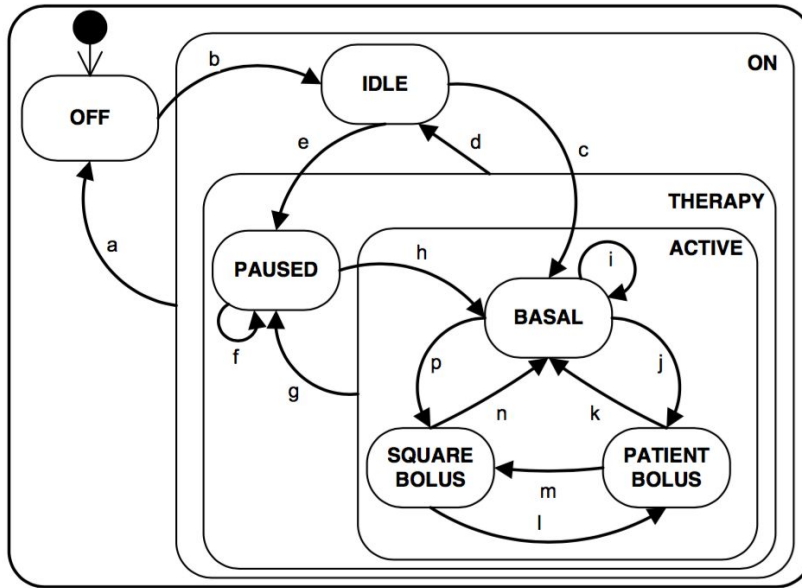 b
IDLE
ON
OFF
e
d
c
THERAPY
a
PAUSED
h
ACTIVE
i
BASAL
f
g
p
j
n
k
SQUARE
BOLUS
PATIENT
BOLUS
m
l